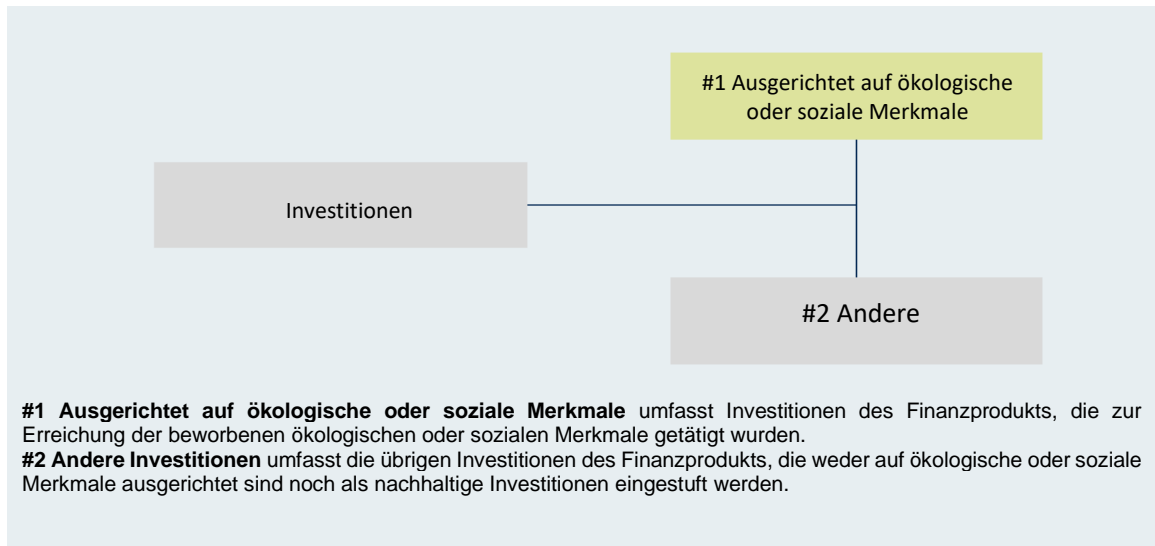 #1 Ausgerichtet auf ökologische
oder soziale Merkmale
Investitionen
#2 Andere
#1 Ausgerichtet auf ökologische oder soziale Merkmale umfasst Investitionen des Finanzprodukts, die zur
Erreichung der beworbenen ökologischen oder sozialen Merkmale getätigt wurden.
#2 Andere Investitionen umfasst die übrigen Investitionen des Finanzprodukts, die weder auf ökologische oder soziale
Merkmale ausgerichtet sind noch als nachhaltige Investitionen eingestuft werden.